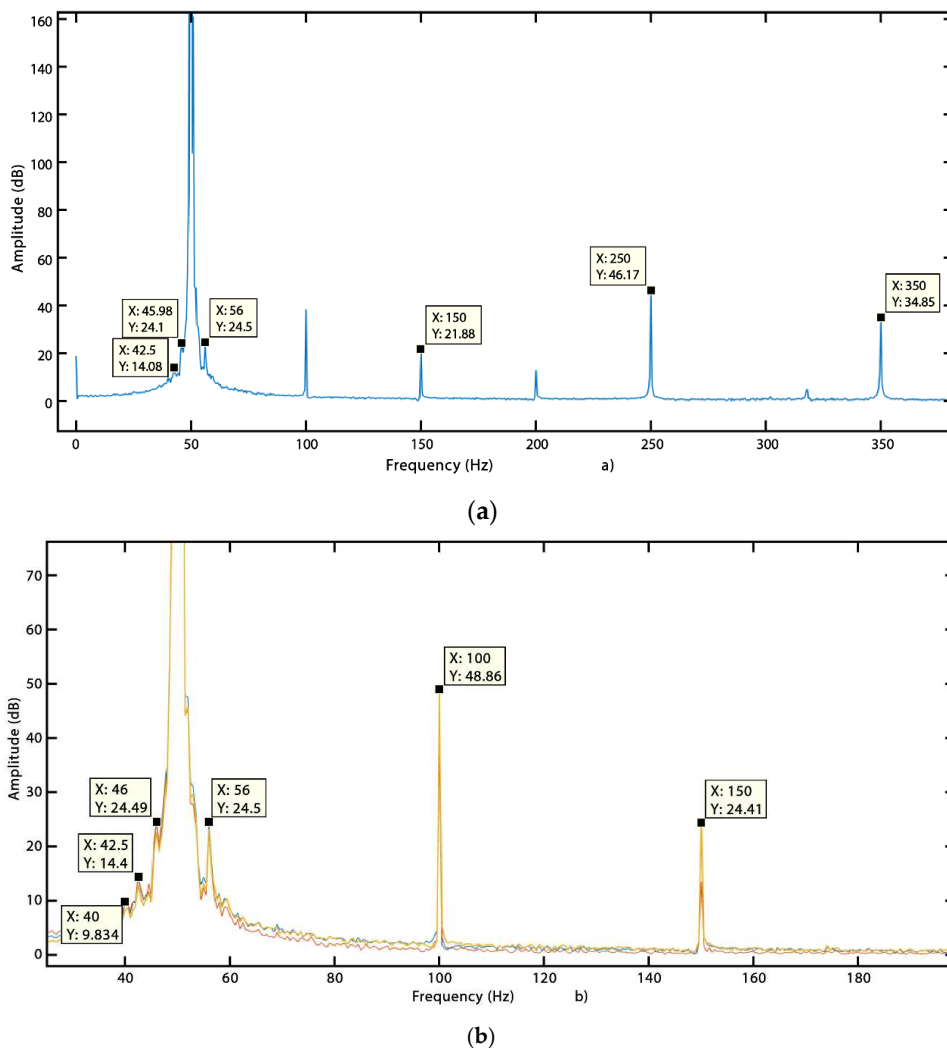 160
140
120
100
80
60
40
20
0
Amplitude (dB)
X: 45.98
Y: 24.1
X: 56
Y: 24.5
X: 42.5
Y: 14.08
X: 150
Y: 21.88
X: 250
Y: 46.17
X: 350
Y: 34.85
0 50 100 150 200 250 300 350
Frequency (Hz) a)
(a)
70
60
50
40
30
20
10
0
Amplitude (dB)
X: 100
Y: 48.86
X: 46
Y: 24.49
X: 56
Y: 24.5
X: 150
Y: 24.41
X: 42.5
Y: 14.4
X: 40
Y: 9.834
40 60 80 100 120 140 160 180
Frequency (Hz) b)
(b)